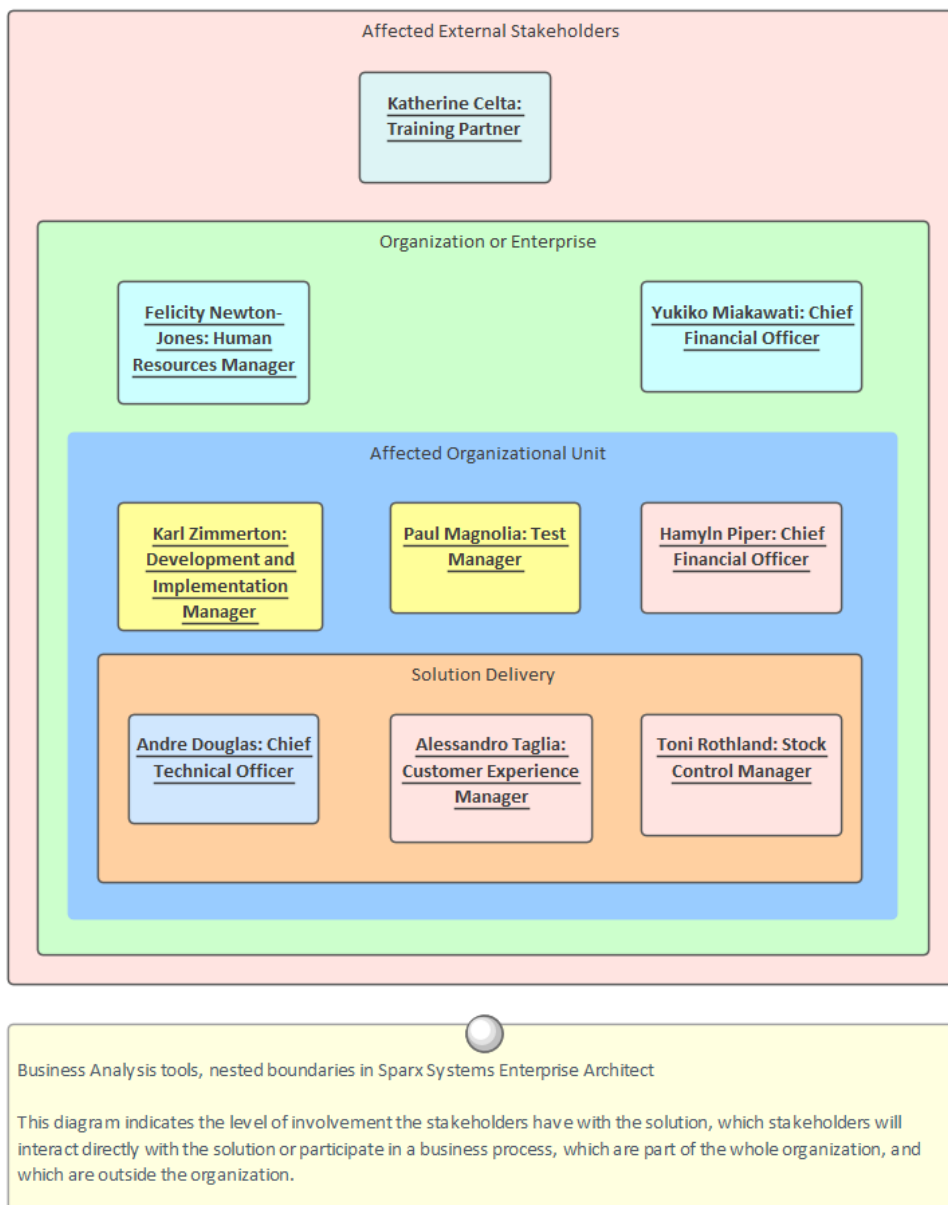 Affected External Stakeholders
Katherine Celta:
Training Partner
Organization or Enterprise
Felicity Newton-
Jones: Human
Resources Manager
Yukiko Miakawati: Chief
Financial Officer
Affected Organizational Unit
Karl Zimmerton:
Development and
Implementation
Manager
Paul Magnolia: Test
Manager
Hamyln Piper: Chief
Financial Officer
Solution Delivery
Andre Douglas: Chief
Technical Officer
Alessandro Taglia:
Customer Experience
Manager
Toni Rothland: Stock
Control Manager
Business Analysis tools, nested boundaries in Sparx Systems Enterprise Architect
This diagram indicates the level of involvement the stakeholders have with the solution, which stakeholders will
interact directly with the solution or participate in a business process, which are part of the whole organization, and
which are outside the organization.